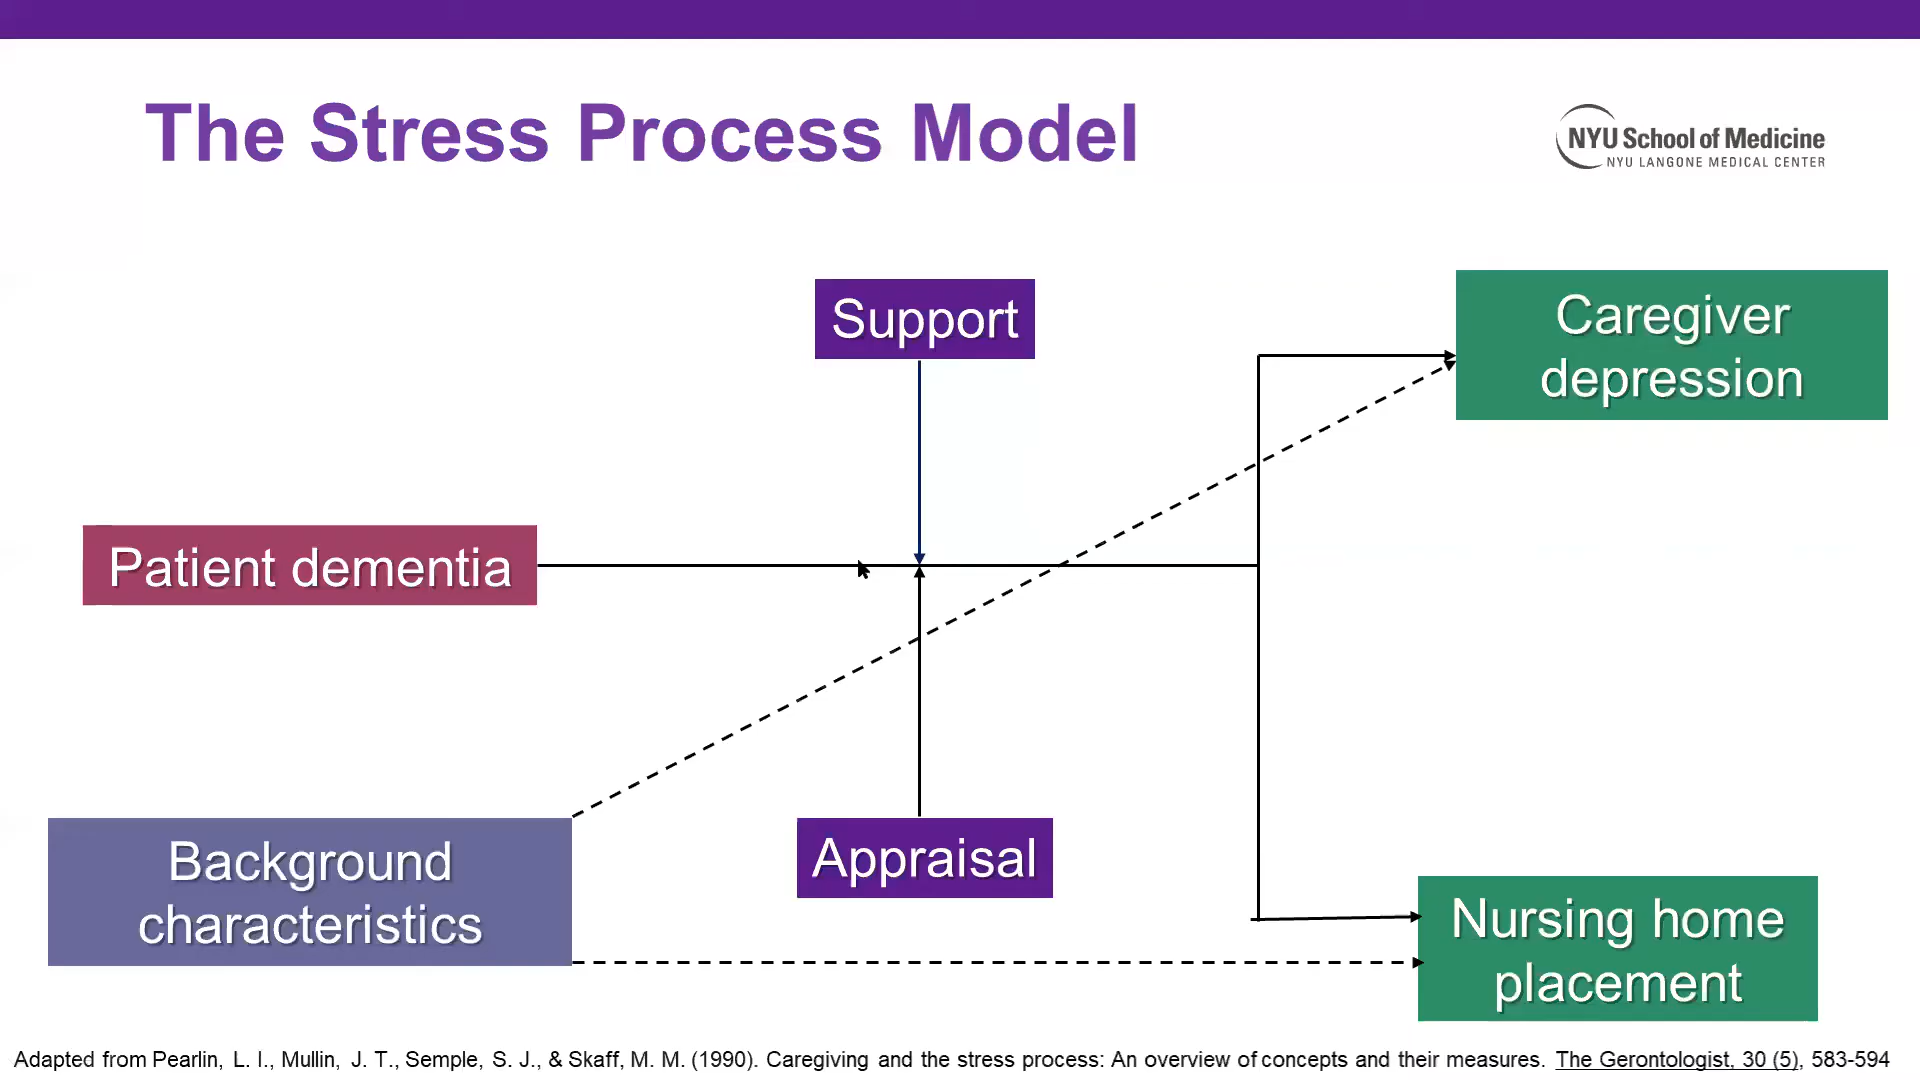 The Stress Process Model
NYU School of Medicine
NYU LANGONE MEDICAL CENTER
Support
Caregiver
depression
Patient dementia
Background
characteristics
Appraisal
Nursing home
placement
Adapted from Pearlin, L. I., Mullin, J. T., Semple, S. J., & Skaff, M. M. (1990). Caregiving and the stress process: An overview of concepts and their measures. The Gerontologist, 30 (5), 583-594